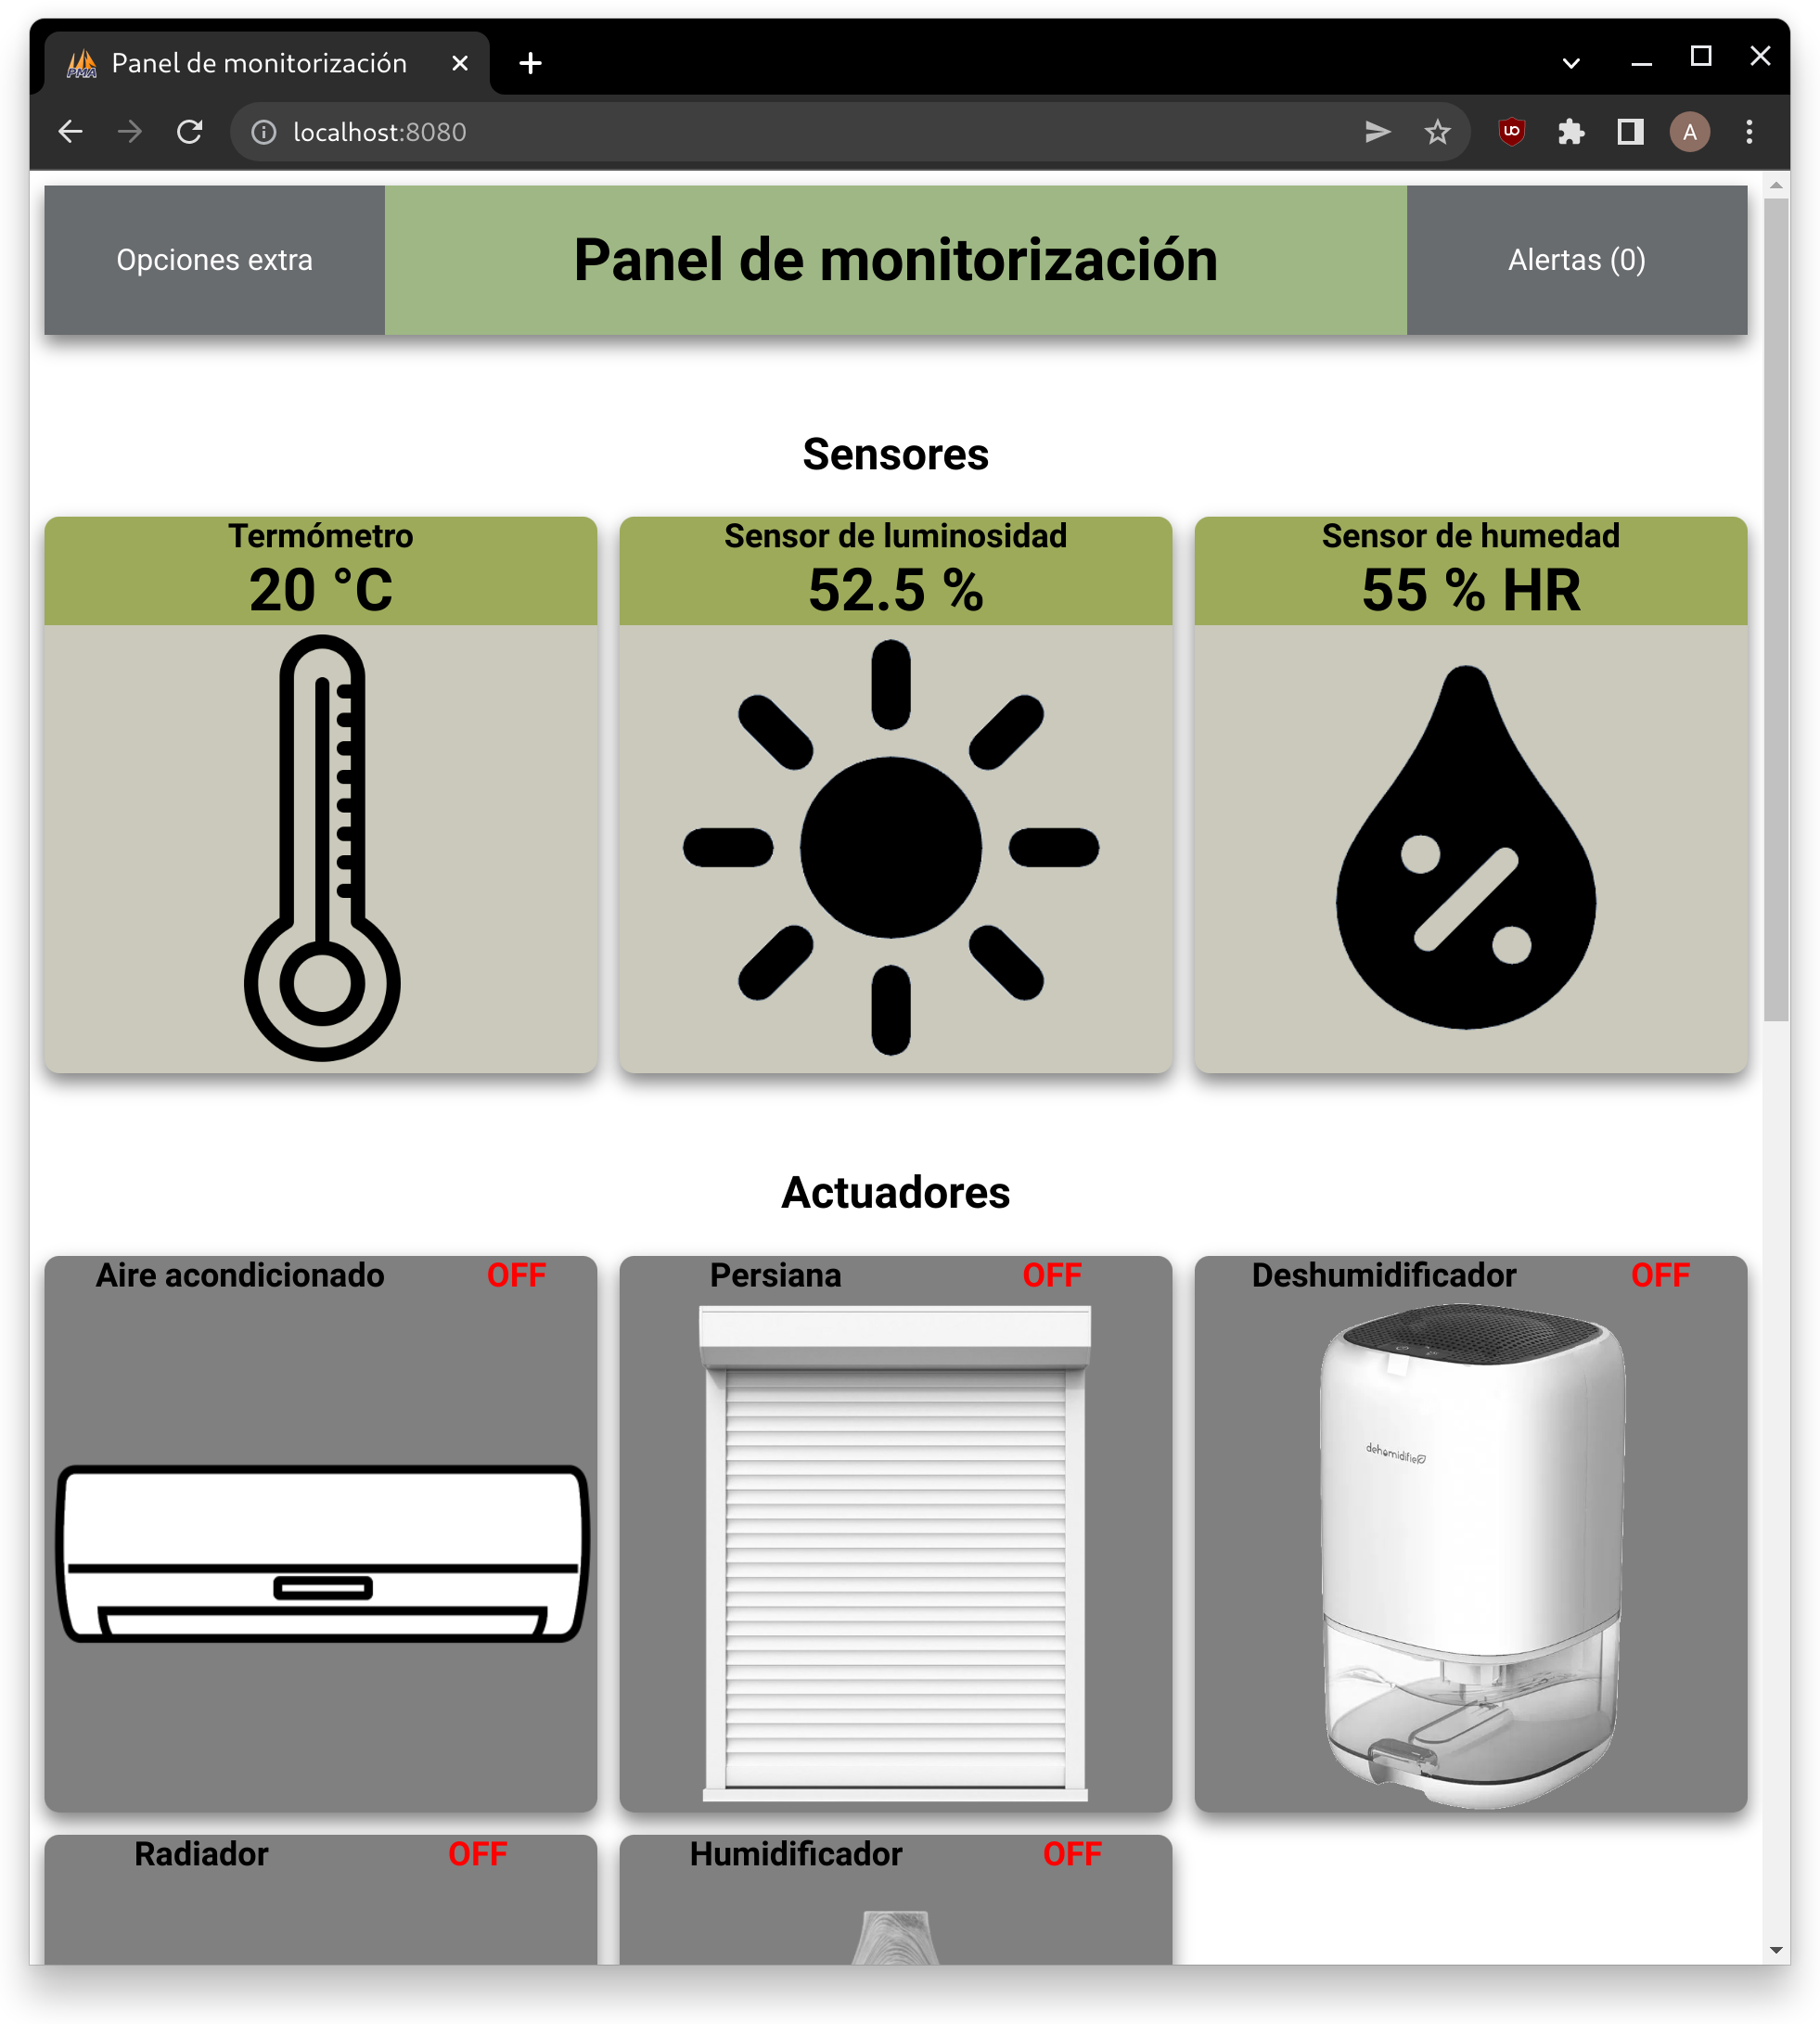 PMA Panel de monitorización
localhost:8080
UO
A
Opciones extra
Panel de monitorización
Alertas (0)
Sensores
Termómetro
20 °C
Sensor de luminosidad
52.5 %
Sensor de humedad
55 % HR
%
Actuadores
Aire acondicionado OFF
Persiana OFF
Deshumidificador OFF
dehumidifier
Radiador OFF
Humidificador OFF